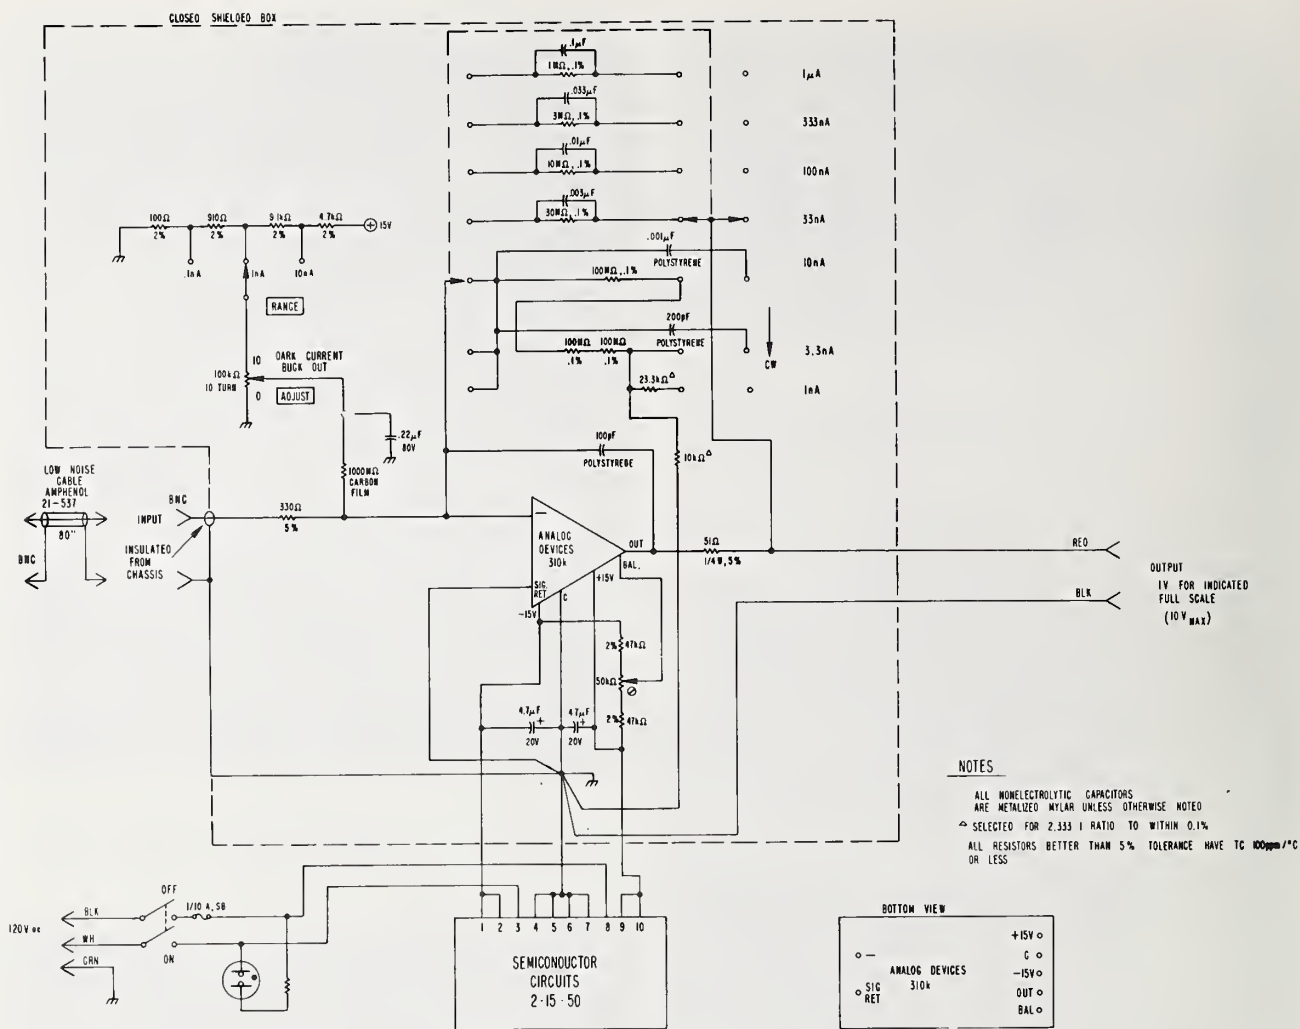 CLOSED SHIELDED BOX
.1µF
1MΩ,.1%
1µA
.033µF
3MΩ,.1%
333nA
.01µF
10MΩ,.1%
100nA
.003µF
30MΩ,.1%
33nA
100Ω
2%
910Ω
2%
9.1kΩ
2%
4.7kΩ
2%
15V
.1nA
1nA
10nA
RANGE
.001µF
POLYSTYRENE
10nA
100MΩ,.1%
200pF
POLYSTYRENE
100MΩ
.1%
100MΩ
.1%
3.3nA
CW
23.3kΩ△
1nA
10
DARK CURRENT
BUCK OUT
100kΩ
10 TURN
0
ADJUST
.22µF
80V
1000MΩ
CARBON
FILM
100pF
POLYSTYRENE
10kΩ△
LOW NOISE
CABLE
AMPHENOL
21-537
80"
BNC
BNC
INPUT
INSULATED
FROM
CHASSIS
330Ω
5%
−
ANALOG
DEVICES
310k
OUT
BAL.
SIG.
RET
-15V
C
+15V
51Ω
1/4W,5%
RED
BLK
OUTPUT
1V FOR INDICATED
FULL SCALE
(10 V MAX)
2%
47kΩ
50kΩ
2%
47kΩ
4.7µF
+
20V
4.7µF
+
20V
NOTES
ALL NONELECTROLYTIC CAPACITORS
ARE METALIZED MYLAR UNLESS OTHERWISE NOTED
△ SELECTED FOR 2.333 1 RATIO TO WITHIN 0.1%
ALL RESISTORS BETTER THAN 5% TOLERANCE HAVE TC 100ppm/°C
OR LESS
120V ac
BLK
WH
GRN
OFF
ON
1/10 A, SB
1 2 3 4 5 6 7 8 9 10
SEMICONDUCTOR
CIRCUITS
2-15-50
BOTTOM VIEW
−
SIG
RET
ANALOG DEVICES
310k
+15V
C
-15V
OUT
BAL